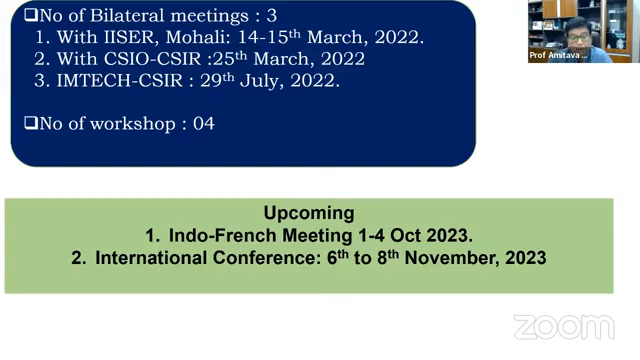 ❑No of Bilateral meetings : 3
1. With IISER, Mohali: 14-15th March, 2022.
2. With CSIO-CSIR :25th March, 2022
3. IMTECH-CSIR : 29th July, 2022.
❑No of workshop : 04
Prof Amitava ...
Upcoming
1. Indo-French Meeting 1-4 Oct 2023.
2. International Conference: 6th to 8th November, 2023
zoom